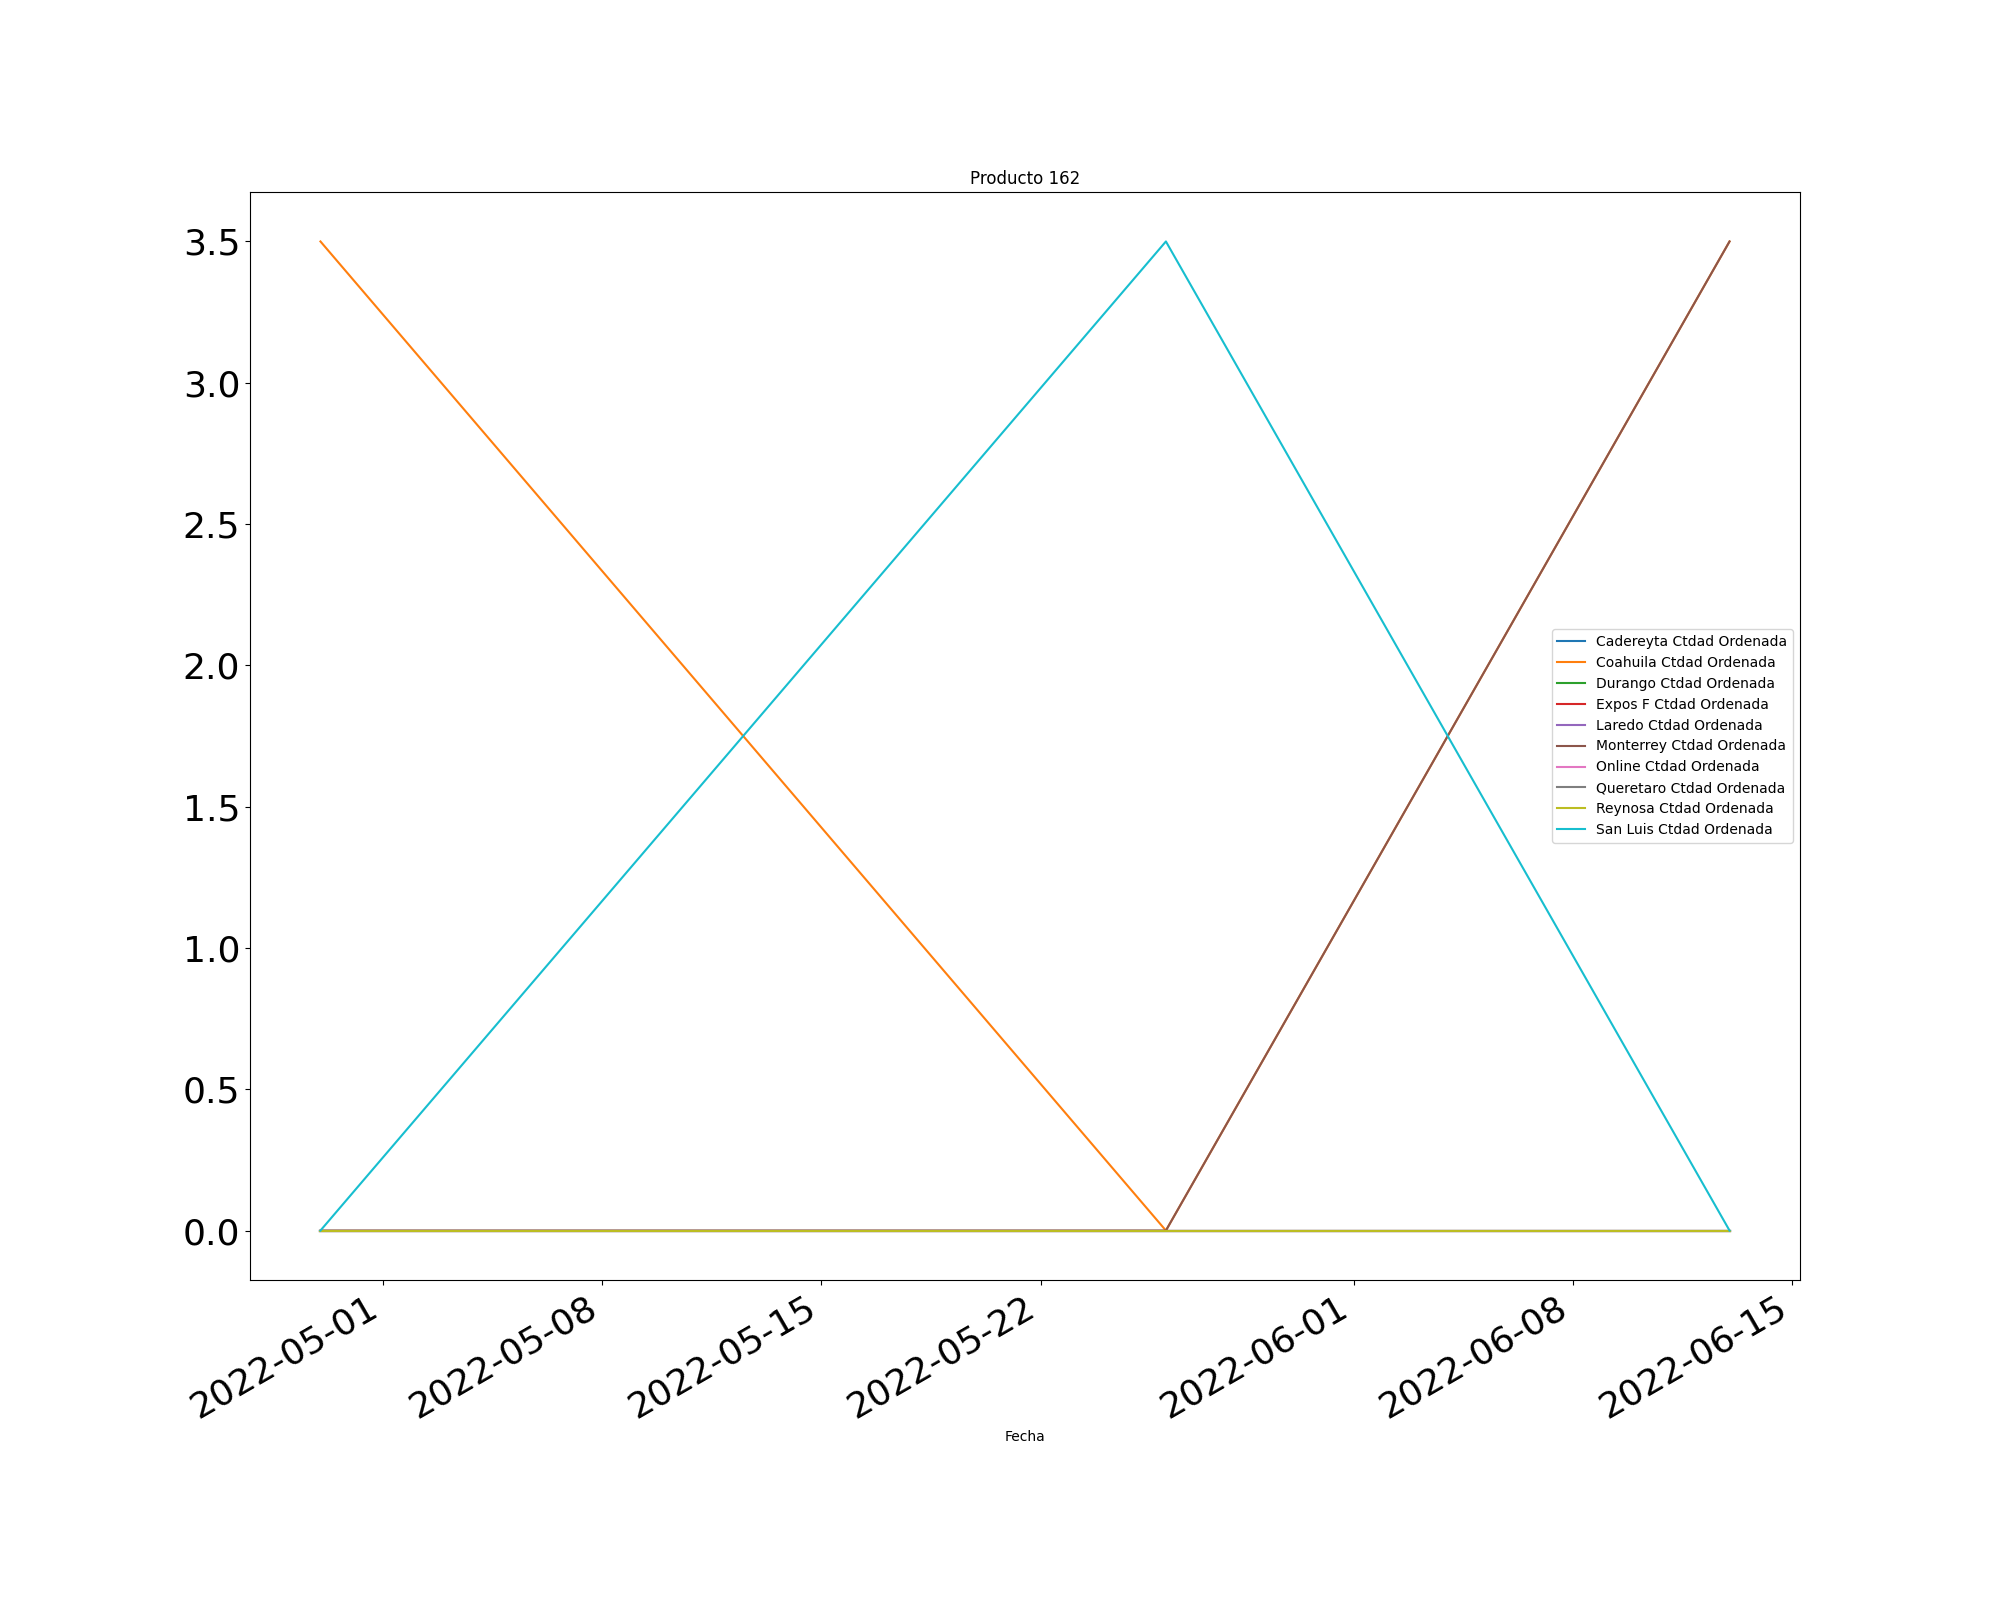 Producto 162
3.5
3.0
2.5
2.0
1.5
1.0
0.5
0.0
Cadereyta Ctdad Ordenada
Coahuila Ctdad Ordenada
Durango Ctdad Ordenada
Expos F Ctdad Ordenada
Laredo Ctdad Ordenada
Monterrey Ctdad Ordenada
Online Ctdad Ordenada
Queretaro Ctdad Ordenada
Reynosa Ctdad Ordenada
San Luis Ctdad Ordenada
2022-05-01
2022-05-08
2022-05-15
2022-05-22
2022-06-01
2022-06-08
2022-06-15
Fecha